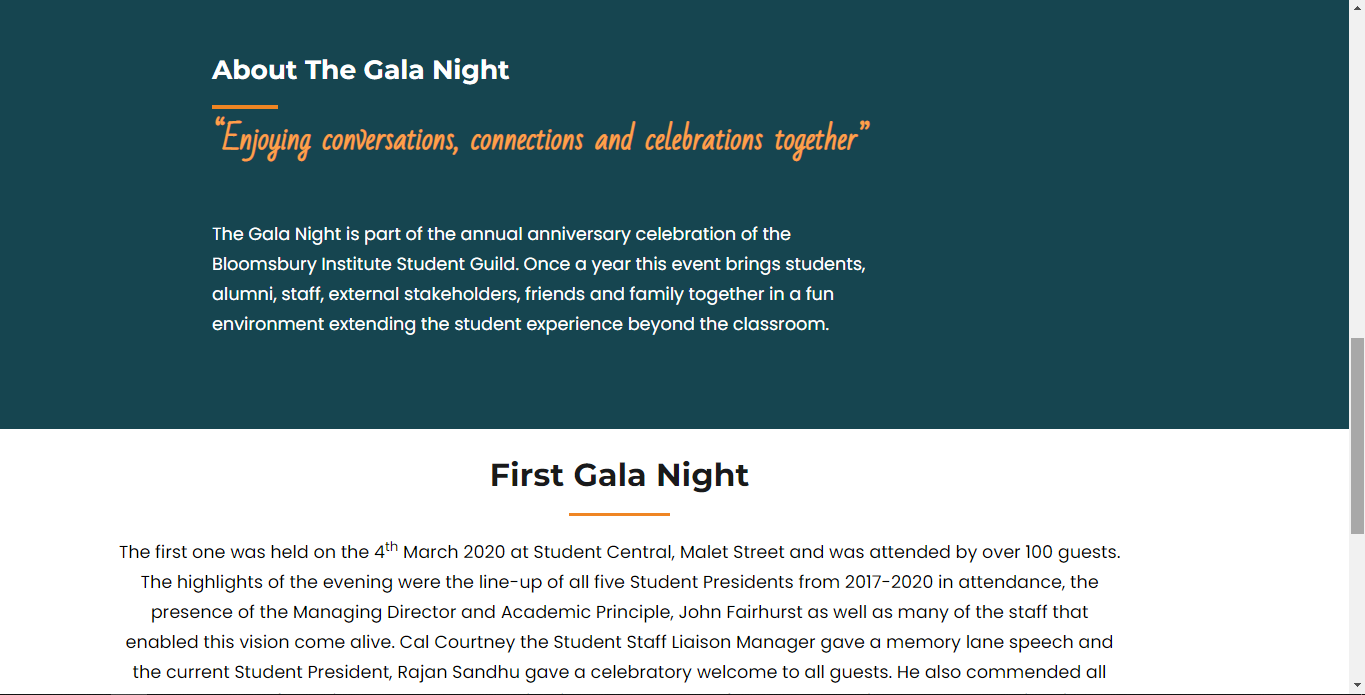 About The Gala Night
“Enjoying conversations, connections and celebrations together”
The Gala Night is part of the annual anniversary celebration of the
Bloomsbury Institute Student Guild. Once a year this event brings students,
alumni, staff, external stakeholders, friends and family together in a fun
environment extending the student experience beyond the classroom.
First Gala Night
The first one was held on the 4th March 2020 at Student Central, Malet Street and was attended by over 100 guests.
The highlights of the evening were the line-up of all five Student Presidents from 2017-2020 in attendance, the
presence of the Managing Director and Academic Principle, John Fairhurst as well as many of the staff that
enabled this vision come alive. Cal Courtney the Student Staff Liaison Manager gave a memory lane speech and
the current Student President, Rajan Sandhu gave a celebratory welcome to all guests. He also commended all